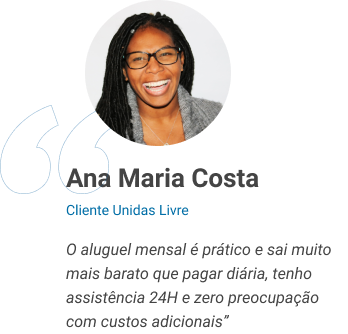 Ana Maria Costa
Cliente Unidas Livre
O aluguel mensal é prático e sai muito
mais barato que pagar diária, tenho
assistência 24H e zero preocupação
com custos adicionais”